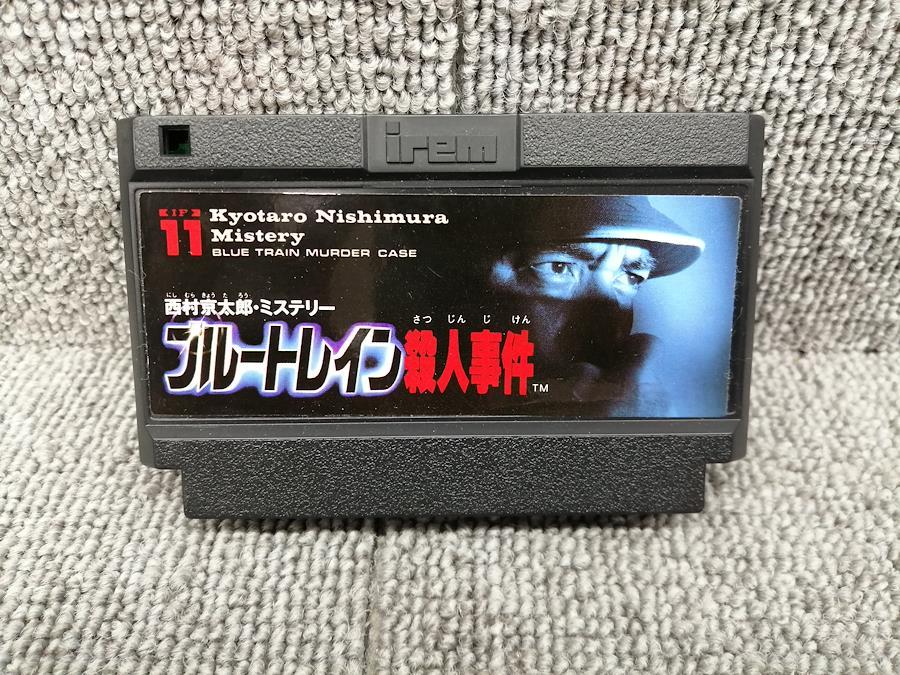 irem
IF
11
Kyotaro Nishimura
Mistery
BLUE TRAIN MURDER CASE
にし むら きょう た ろう
西村京太郎・ミステリー
さつ じん じ けん
ブルートレイン殺人事件
TM